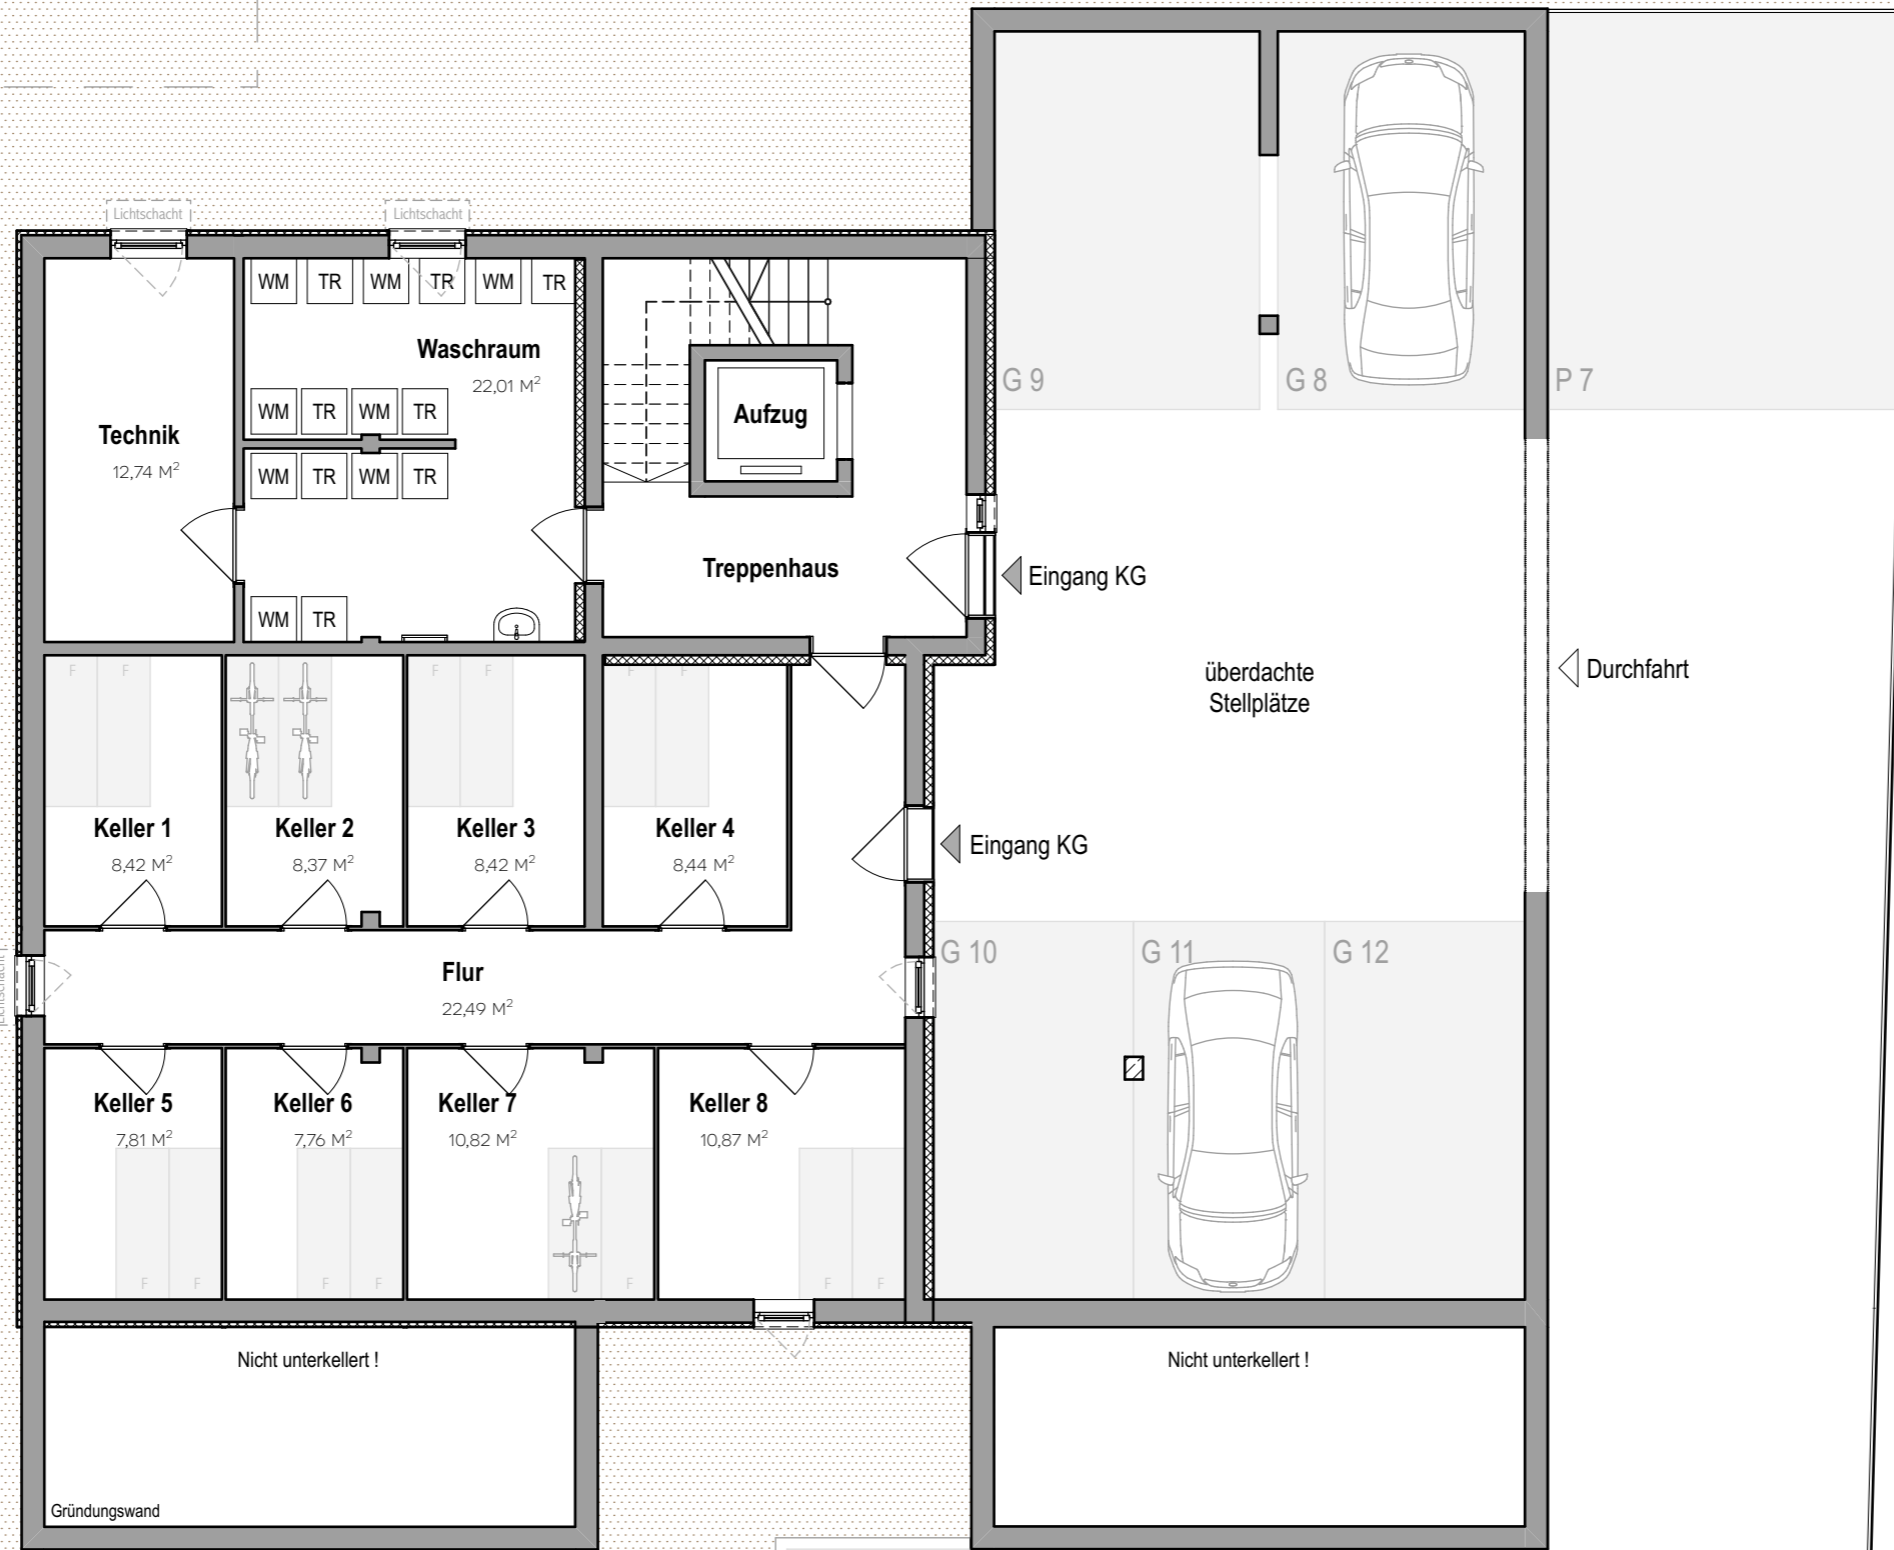 Lichtschacht
Lichtschacht
WM TR WM TR WM TR
Waschraum
22,01 M²
WM TR WM TR
Technik
12,74 M²
WM TR WM TR
WM TR
Aufzug
Treppenhaus
G 9
G 8
P 7
Eingang KG
überdachte
Stellplätze
Durchfahrt
F F
F F
F F
Keller 1
8,42 M²
Keller 2
8,37 M²
Keller 3
8,42 M²
Keller 4
8,44 M²
Eingang KG
Lichtschacht
Flur
22,49 M²
G 10
G 11
G 12
Keller 5
7,81 M²
Keller 6
7,76 M²
Keller 7
10,82 M²
Keller 8
10,87 M²
F F
F F
F
F F
Nicht unterkellert !
Nicht unterkellert !
Gründungswand